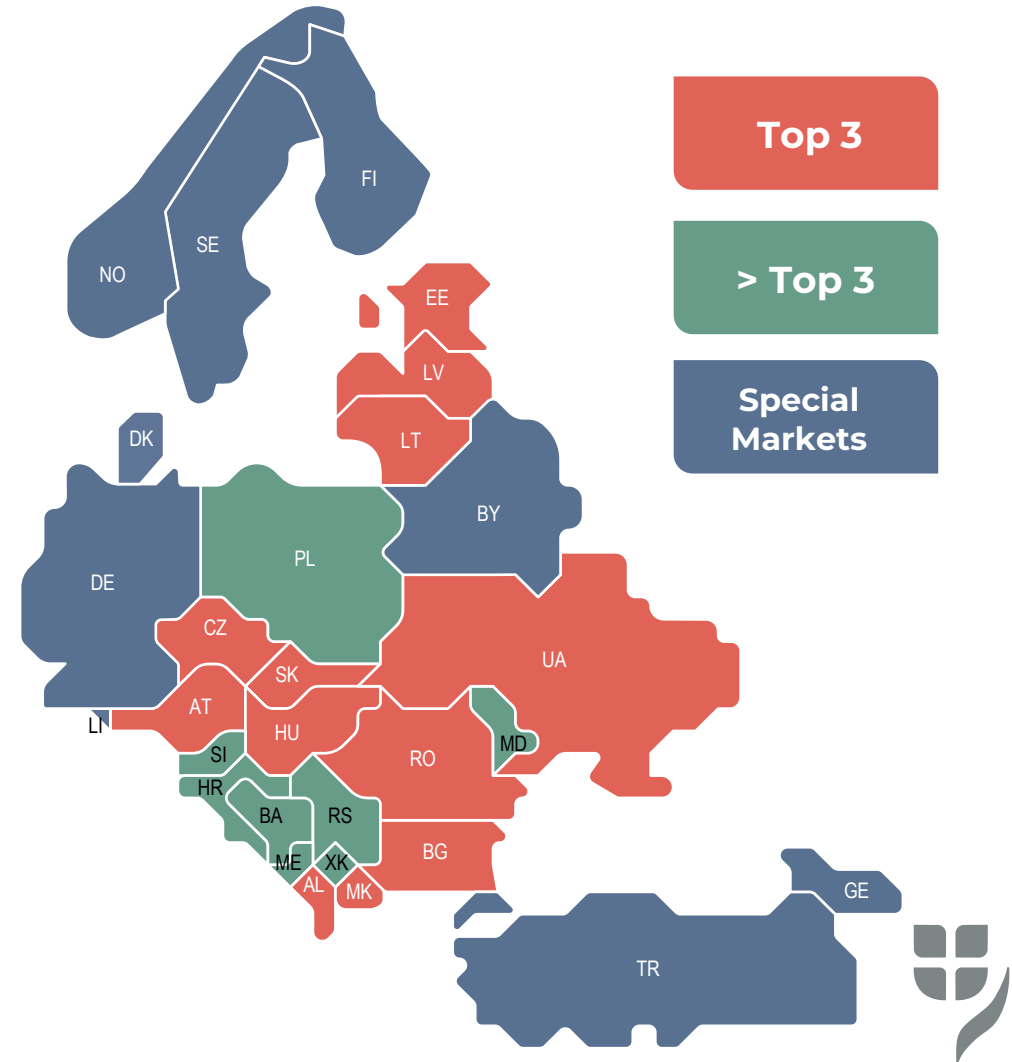 Top 3
FI
SE
NO
> Top 3
EE
LV
Special
Markets
DK
LT
BY
PL
DE
CZ
UA
SK
AT
LI
HU
MD
SI
RO
HR
BA
RS
BG
ME
XK
AL
MK
GE
TR